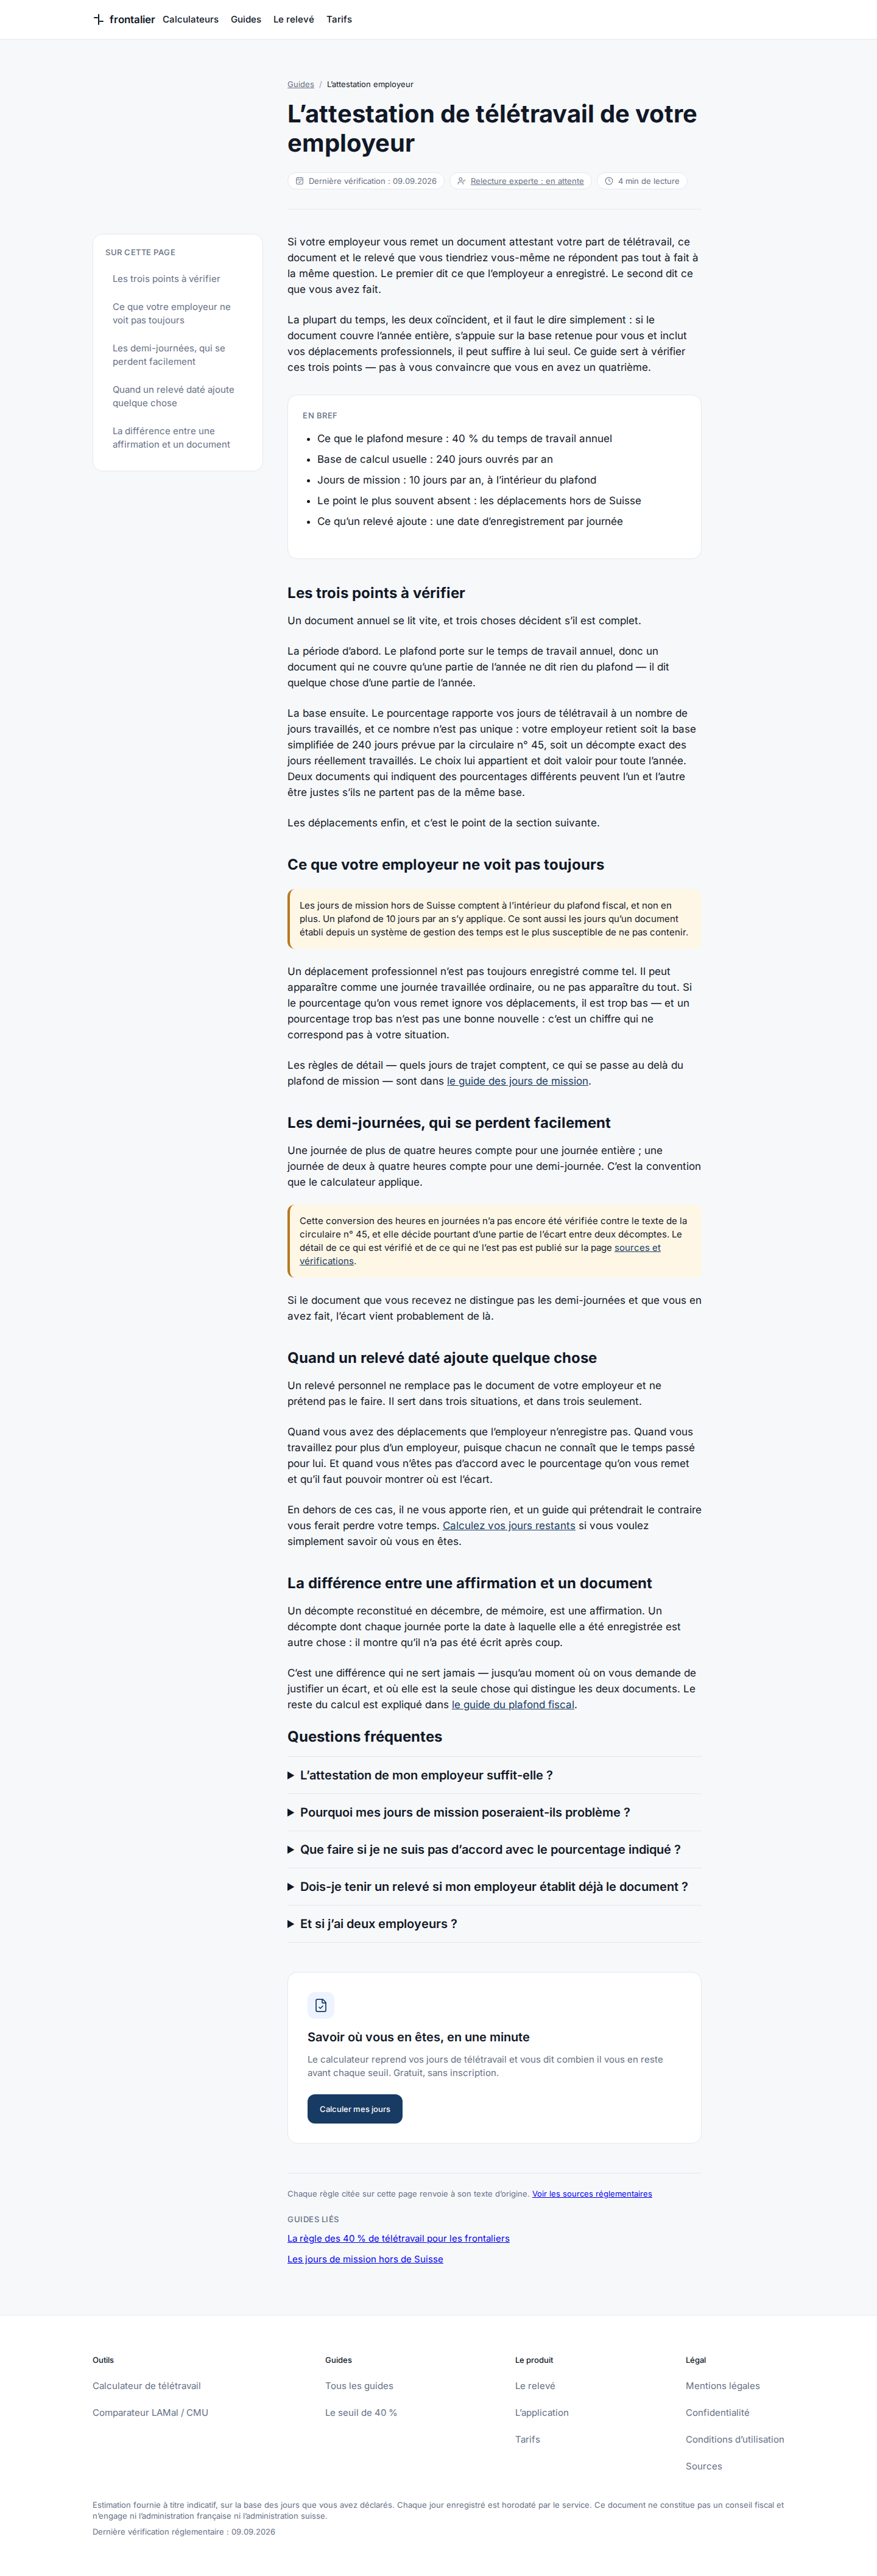 frontalier Calculateurs Guides Le relevé Tarifs
Guides / L’attestation employeur
L’attestation de télétravail de votre
employeur
Dernière vérification : 09.09.2026 Relecture experte : en attente 4 min de lecture
SUR CETTE PAGE
Les trois points à vérifier
Ce que votre employeur ne
voit pas toujours
Les demi-journées, qui se
perdent facilement
Quand un relevé daté ajoute
quelque chose
La différence entre une
affirmation et un document
Si votre employeur vous remet un document attestant votre part de télétravail, ce
document et le relevé que vous tiendriez vous-même ne répondent pas tout à fait à
la même question. Le premier dit ce que l’employeur a enregistré. Le second dit ce
que vous avez fait.
La plupart du temps, les deux coïncident, et il faut le dire simplement : si le
document couvre l’année entière, s’appuie sur la base retenue pour vous et inclut
vos déplacements professionnels, il peut suffire à lui seul. Ce guide sert à vérifier
ces trois points — pas à vous convaincre que vous en avez un quatrième.
EN BREF
• Ce que le plafond mesure : 40 % du temps de travail annuel
• Base de calcul usuelle : 240 jours ouvrés par an
• Jours de mission : 10 jours par an, à l’intérieur du plafond
• Le point le plus souvent absent : les déplacements hors de Suisse
• Ce qu’un relevé ajoute : une date d’enregistrement par journée
Les trois points à vérifier
Un document annuel se lit vite, et trois choses décident s’il est complet.
La période d’abord. Le plafond porte sur le temps de travail annuel, donc un
document qui ne couvre qu’une partie de l’année ne dit rien du plafond — il dit
quelque chose d’une partie de l’année.
La base ensuite. Le pourcentage rapporte vos jours de télétravail à un nombre de
jours travaillés, et ce nombre n’est pas unique : votre employeur retient soit la base
simplifiée de 240 jours prévue par la circulaire n° 45, soit un décompte exact des
jours réellement travaillés. Le choix lui appartient et doit valoir pour toute l’année.
Deux documents qui indiquent des pourcentages différents peuvent l’un et l’autre
être justes s’ils ne partent pas de la même base.
Les déplacements enfin, et c’est le point de la section suivante.
Ce que votre employeur ne voit pas toujours
Les jours de mission hors de Suisse comptent à l’intérieur du plafond fiscal, et non en
plus. Un plafond de 10 jours par an s’y applique. Ce sont aussi les jours qu’un document
établi depuis un système de gestion des temps est le plus susceptible de ne pas contenir.
Un déplacement professionnel n’est pas toujours enregistré comme tel. Il peut
apparaître comme une journée travaillée ordinaire, ou ne pas apparaître du tout. Si
le pourcentage qu’on vous remet ignore vos déplacements, il est trop bas — et un
pourcentage trop bas n’est pas une bonne nouvelle : c’est un chiffre qui ne
correspond pas à votre situation.
Les règles de détail — quels jours de trajet comptent, ce qui se passe au delà du
plafond de mission — sont dans le guide des jours de mission.
Les demi-journées, qui se perdent facilement
Une journée de plus de quatre heures compte pour une journée entière ; une
journée de deux à quatre heures compte pour une demi-journée. C’est la convention
que le calculateur applique.
Cette conversion des heures en journées n’a pas encore été vérifiée contre le texte de la
circulaire n° 45, et elle décide pourtant d’une partie de l’écart entre deux décomptes. Le
détail de ce qui est vérifié et de ce qui ne l’est pas est publié sur la page sources et
vérifications.
Si le document que vous recevez ne distingue pas les demi-journées et que vous en
avez fait, l’écart vient probablement de là.
Quand un relevé daté ajoute quelque chose
Un relevé personnel ne remplace pas le document de votre employeur et ne
prétend pas le faire. Il sert dans trois situations, et dans trois seulement.
Quand vous avez des déplacements que l’employeur n’enregistre pas. Quand vous
travaillez pour plus d’un employeur, puisque chacun ne connaît que le temps passé
pour lui. Et quand vous n’êtes pas d’accord avec le pourcentage qu’on vous remet
et qu’il faut pouvoir montrer où est l’écart.
En dehors de ces cas, il ne vous apporte rien, et un guide qui prétendrait le contraire
vous ferait perdre votre temps. Calculez vos jours restants si vous voulez
simplement savoir où vous en êtes.
La différence entre une affirmation et un document
Un décompte reconstitué en décembre, de mémoire, est une affirmation. Un
décompte dont chaque journée porte la date à laquelle elle a été enregistrée est
autre chose : il montre qu’il n’a pas été écrit après coup.
C’est une différence qui ne sert jamais — jusqu’au moment où on vous demande de
justifier un écart, et où elle est la seule chose qui distingue les deux documents. Le
reste du calcul est expliqué dans le guide du plafond fiscal.
Questions fréquentes
L’attestation de mon employeur suffit-elle ?
Pourquoi mes jours de mission poseraient-ils problème ?
Que faire si je ne suis pas d’accord avec le pourcentage indiqué ?
Dois-je tenir un relevé si mon employeur établit déjà le document ?
Et si j’ai deux employeurs ?
Savoir où vous en êtes, en une minute
Le calculateur reprend vos jours de télétravail et vous dit combien il vous en reste
avant chaque seuil. Gratuit, sans inscription.
Calculer mes jours
Chaque règle citée sur cette page renvoie à son texte d’origine. Voir les sources réglementaires
GUIDES LIÉS
La règle des 40 % de télétravail pour les frontaliers
Les jours de mission hors de Suisse
Outils Guides Le produit Légal
Calculateur de télétravail Tous les guides Le relevé Mentions légales
Comparateur LAMal / CMU Le seuil de 40 % L’application Confidentialité
Tarifs Conditions d’utilisation
Sources
Estimation fournie à titre indicatif, sur la base des jours que vous avez déclarés. Chaque jour enregistré est horodaté par le service. Ce document ne constitue pas un conseil fiscal et
n’engage ni l’administration française ni l’administration suisse.
Dernière vérification réglementaire : 09.09.2026